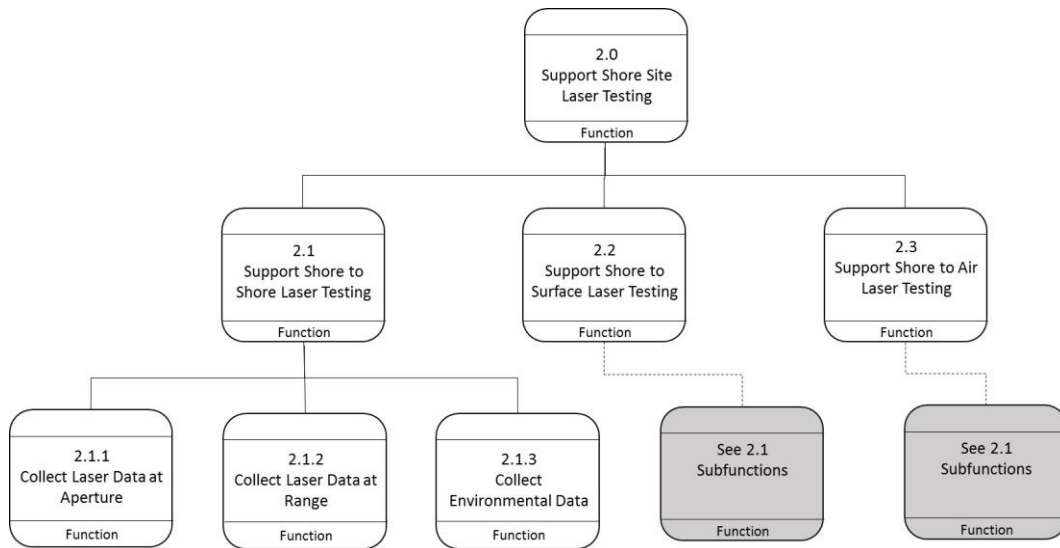 2.0
Support Shore Site
Laser Testing
Function
2.1
Support Shore to
Shore Laser Testing
Function
2.2
Support Shore to
Surface Laser Testing
Function
2.3
Support Shore to Air
Laser Testing
Function
2.1.1
Collect Laser Data at
Aperture
Function
2.1.2
Collect Laser Data at
Range
Function
2.1.3
Collect
Environmental Data
Function
See 2.1
Subfunctions
Function
See 2.1
Subfunctions
Function